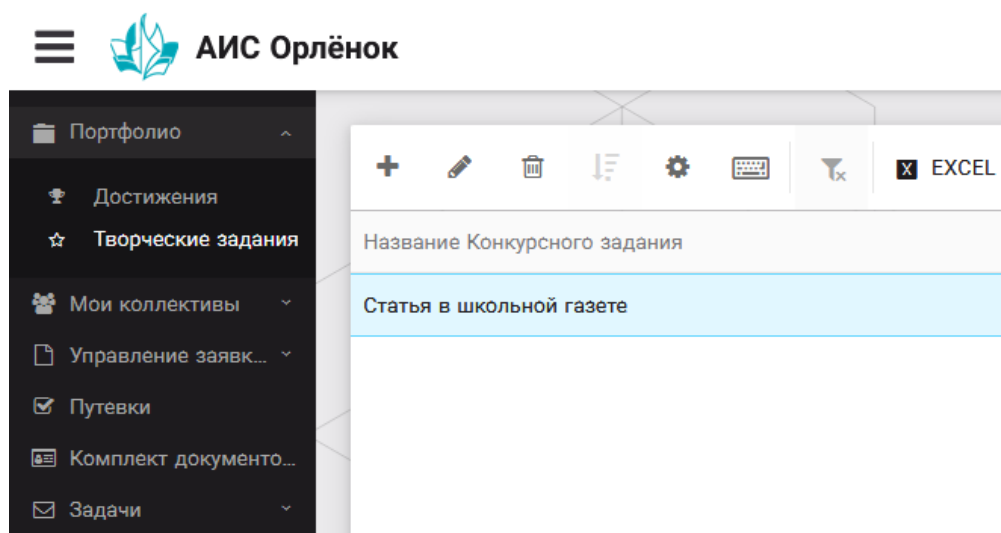 АИС Орлёнок
Портфолио
Достижения
Творческие задания
Мои коллективы
Управление заявк...
Путевки
Комплект документо...
Задачи
X EXCEL
Название Конкурсного задания
Статья в школьной газете